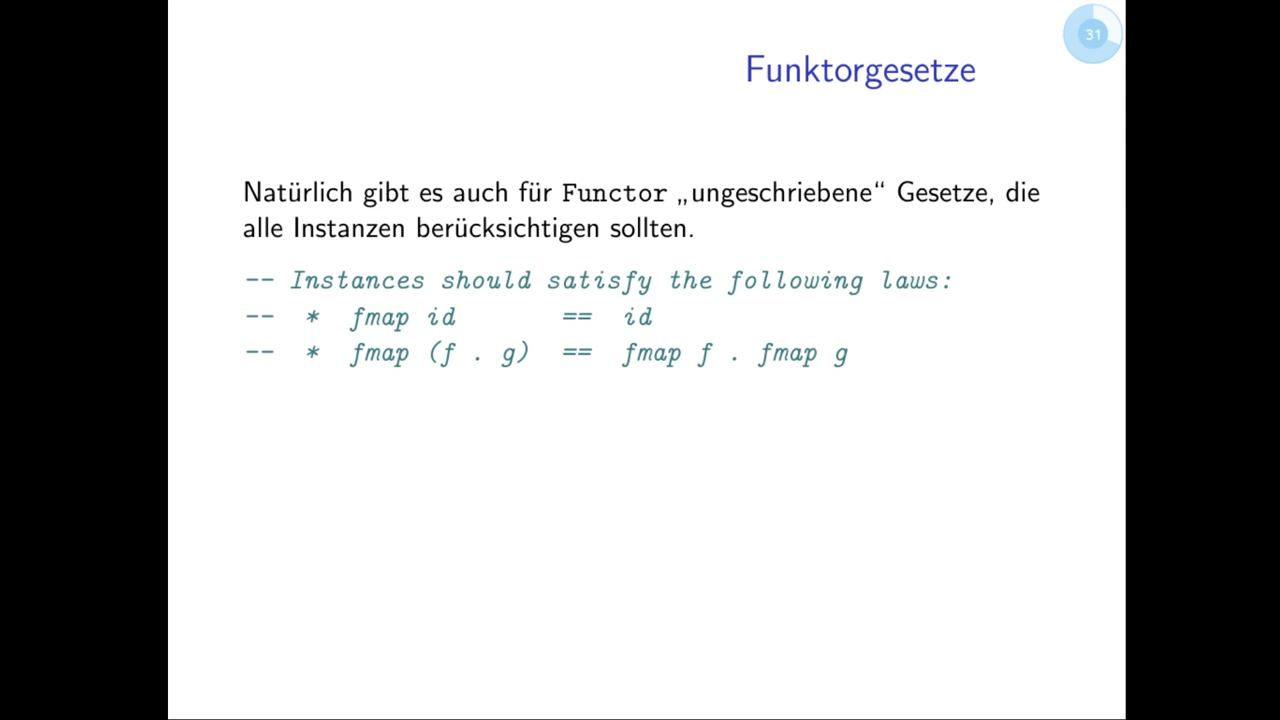 31
Funktorgesetze
Natürlich gibt es auch für Functor „ungeschriebene“ Gesetze, die
alle Instanzen berücksichtigen sollten.
-- Instances should satisfy the following laws:
-- * fmap id == id
-- * fmap (f . g) == fmap f . fmap g